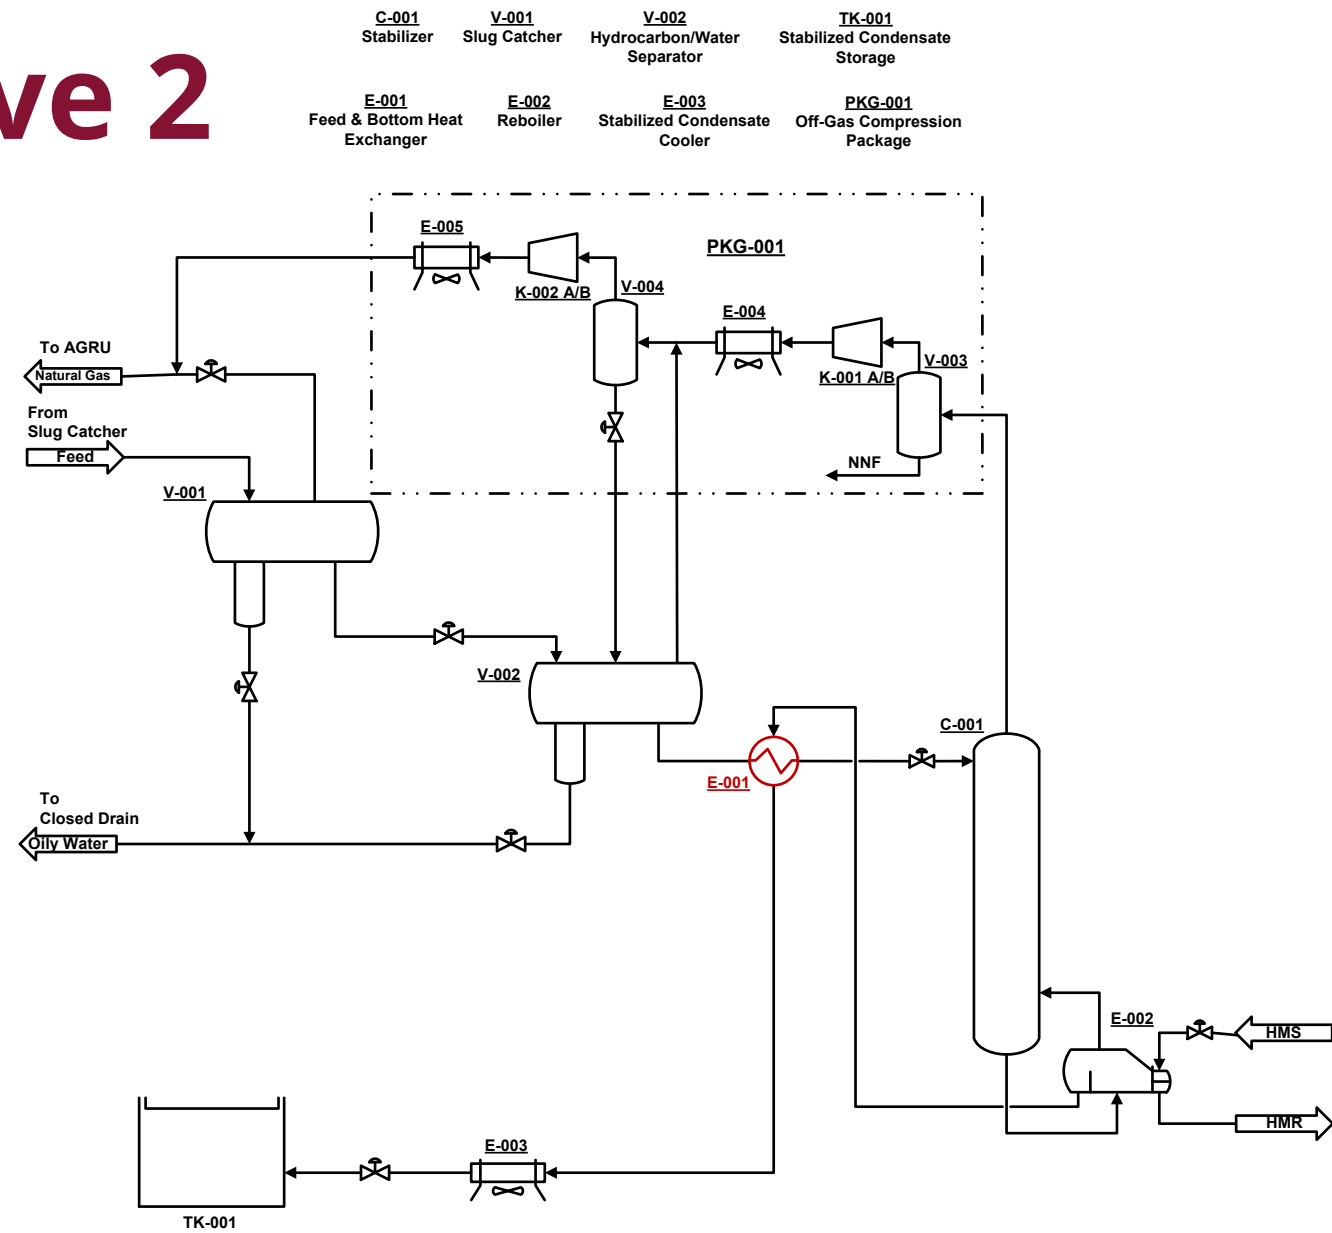 ve 2
C-001
Stabilizer
V-001
Slug Catcher
V-002
Hydrocarbon/Water
Separator
TK-001
Stabilized Condensate
Storage
E-001
Feed & Bottom Heat
Exchanger
E-002
Reboiler
E-003
Stabilized Condensate
Cooler
PKG-001
Off-Gas Compression
Package
E-005
PKG-001
K-002 A/B
V-004
E-004
K-001 A/B
V-003
NNF
To AGRU
Natural Gas
From
Slug Catcher
Feed
V-001
V-002
C-001
E-001
To
Closed Drain
Oily Water
E-002
HMS
HMR
E-003
TK-001